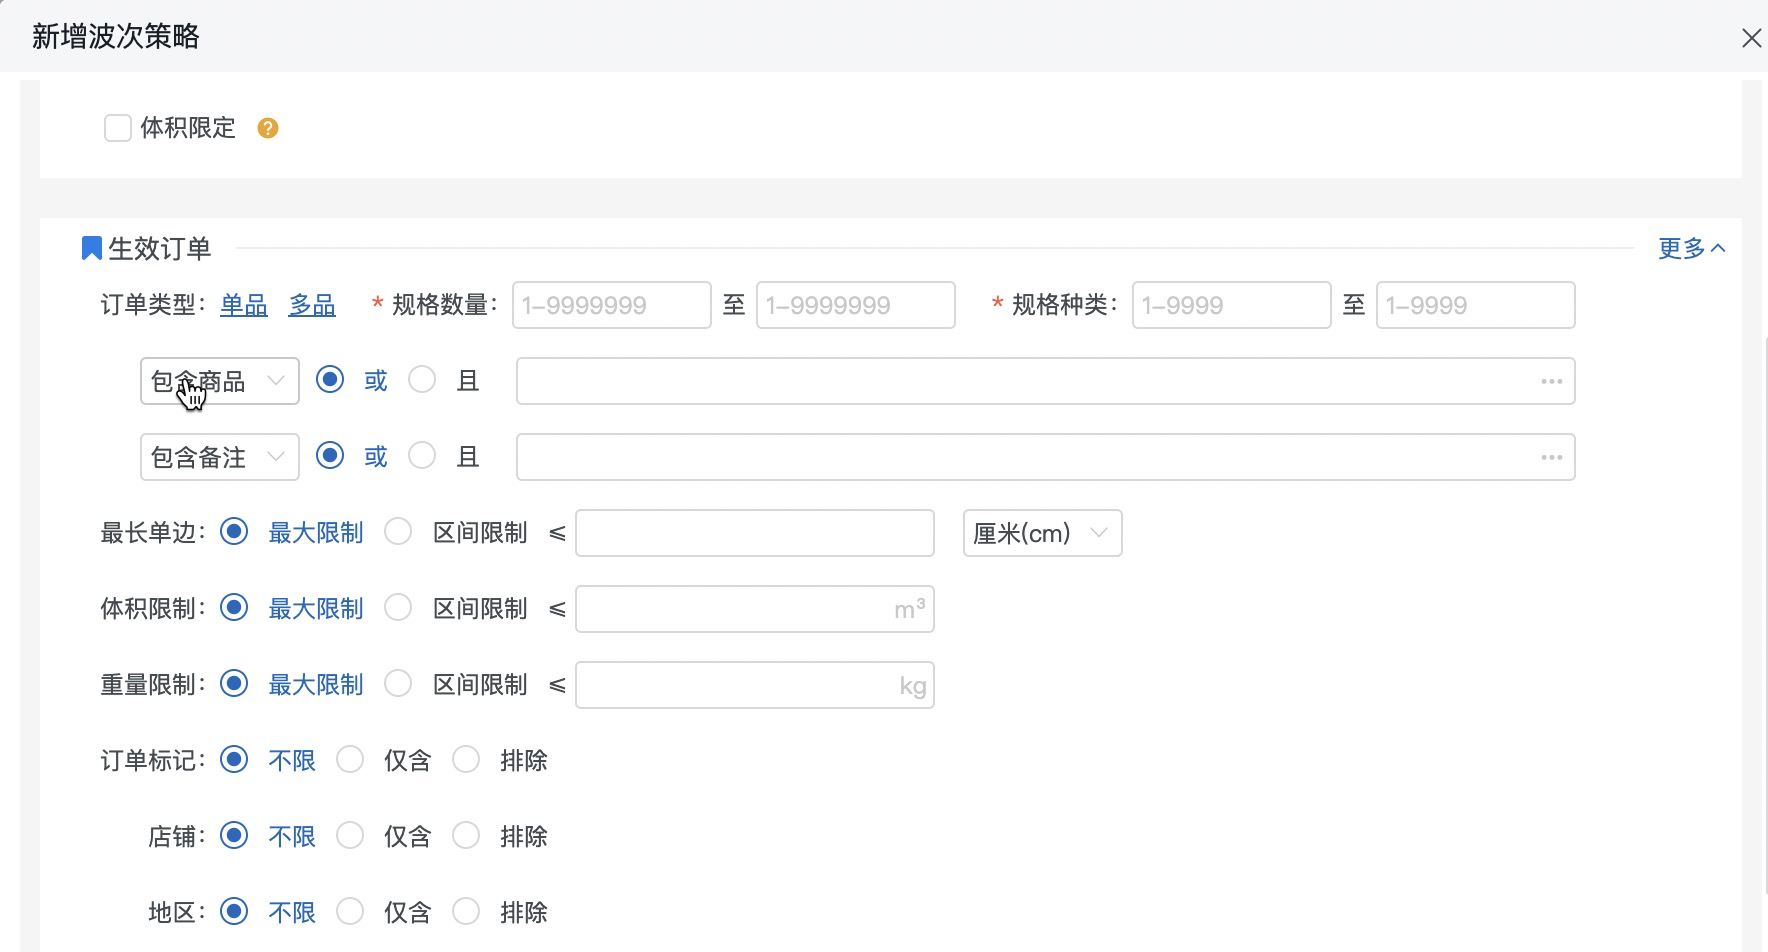 新增波次策略
体积限定 ?
生效订单 更多
订单类型: 单品 多品 * 规格数量: 1-9999999 至 1-9999999 * 规格种类: 1-9999 至 1-9999
包含商品 或 且 •••
包含备注 或 且 •••
最长单边: 最大限制 区间限制 ≤ 厘米(cm)
体积限制: 最大限制 区间限制 ≤ m³
重量限制: 最大限制 区间限制 ≤ kg
订单标记: 不限 仅含 排除
店铺: 不限 仅含 排除
地区: 不限 仅含 排除